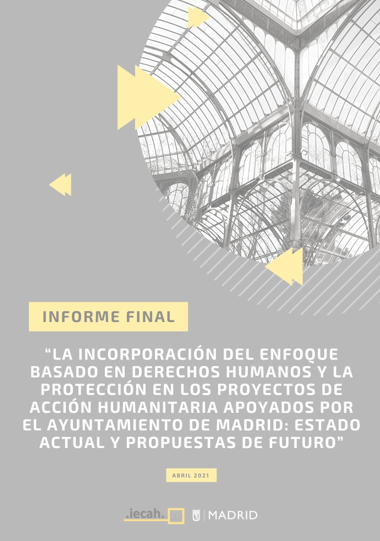 INFORME FINAL
“LA INCORPORACIÓN DEL ENFOQUE
BASADO EN DERECHOS HUMANOS Y LA
PROTECCIÓN EN LOS PROYECTOS DE
ACCIÓN HUMANITARIA APOYADOS POR
EL AYUNTAMIENTO DE MADRID: ESTADO
ACTUAL Y PROPUESTAS DE FUTURO”
ABRIL 2021
.iecah. MADRID